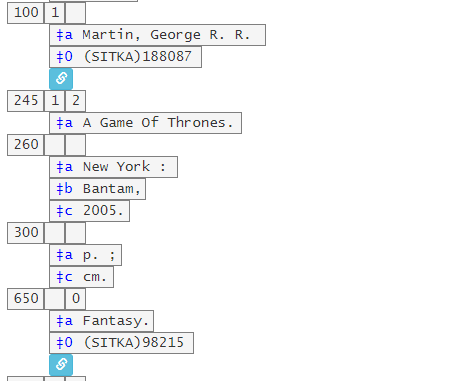 100 1
‡a Martin, George R. R.
‡0 (SITKA)188087
245 1 2
‡a A Game Of Thrones.
260
‡a New York :
‡b Bantam,
‡c 2005.
300
‡a p. ;
‡c cm.
650 0
‡a Fantasy.
‡0 (SITKA)98215